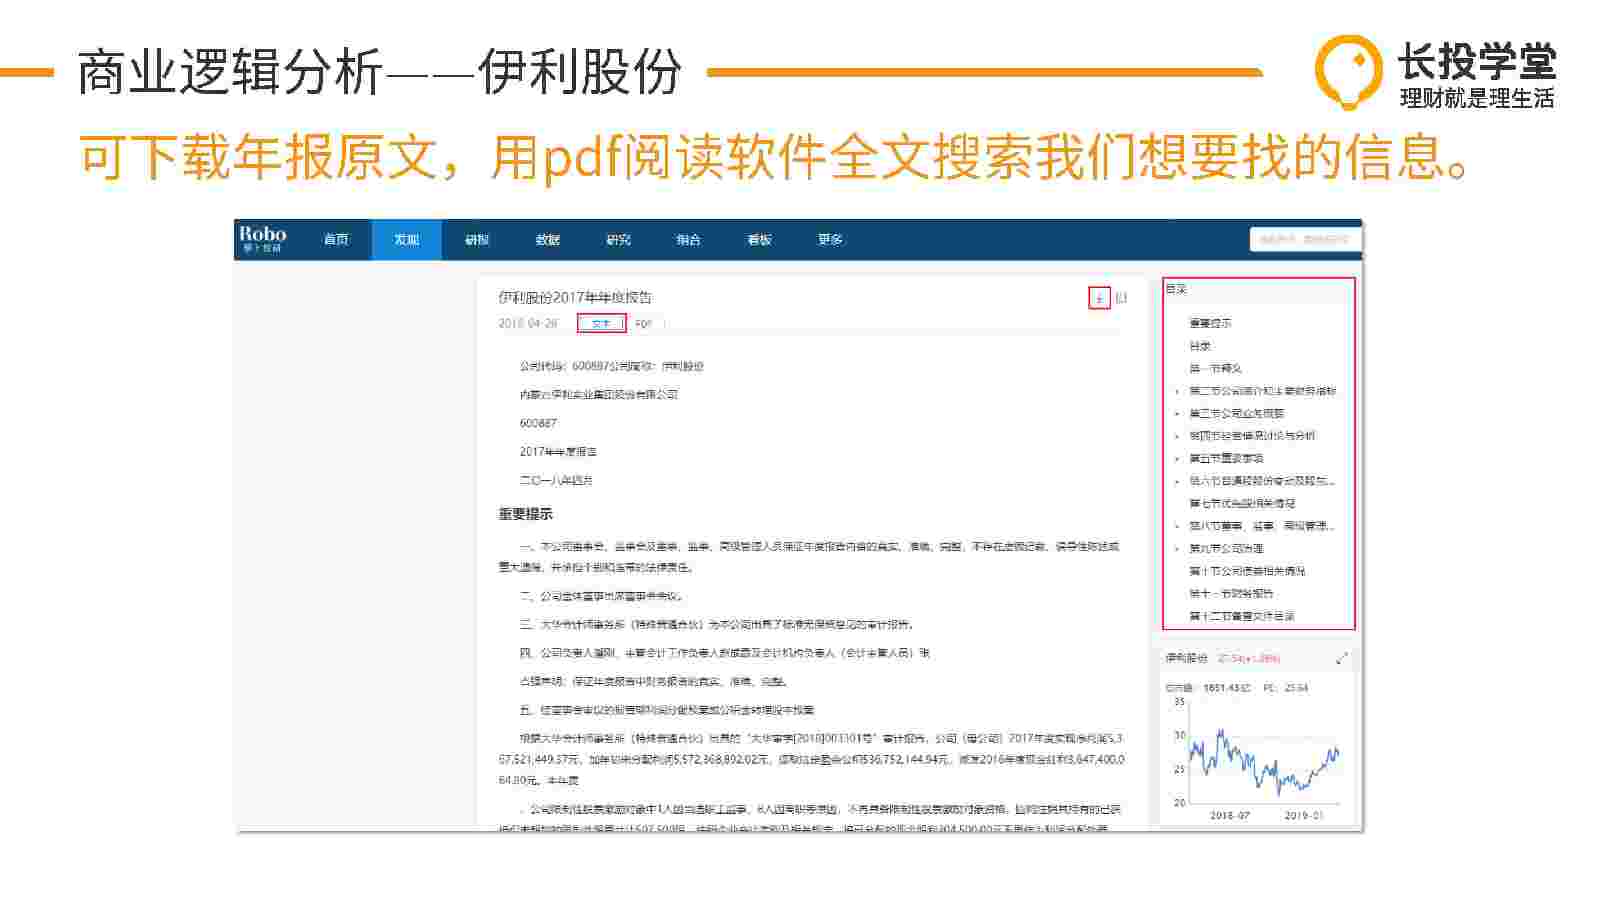 商业逻辑分析——伊利股份
长投学堂
理财就是理生活
可下载年报原文，用pdf阅读软件全文搜索我们想要找的信息。
Robo
萝卜投研
首页 发现 研报 数据 研究 组合 看板 更多
伊利股份2017年年度报告
2018-04-26 文本 PDF
公司代码：600887公司简称：伊利股份
内蒙古伊利实业集团股份有限公司
600887
2017年年度报告
二〇一八年四月
重要提示
一、本公司董事会、监事会及董事、监事、高级管理人员保证年度报告内容的真实、准确、完整，不存在虚假记载、误导性陈述或
重大遗漏，并承担个别和连带的法律责任。
二、公司全体董事出席董事会会议。
三、大华会计师事务所（特殊普通合伙）为本公司出具了标准无保留意见的审计报告。
四、公司负责人潘刚、主管会计工作负责人赵成霞及会计机构负责人（会计主管人员）张
占强声明：保证年度报告中财务报告的真实、准确、完整。
五、经董事会审议的报告期利润分配预案或公积金转增股本预案
根据大华会计师事务所（特殊普通合伙）出具的“大华审字[2018]003301号”审计报告，公司（母公司）2017年度实现净利润5,3
67,521,449.37元，加年初未分配利润5,572,368,892.02元，提取法定盈余公积536,752,144.94元，减发2016年度现金红利3,647,400,0
64.80元，本年度
目录
重要提示
目录
第一节释义
第二节公司简介和主要财务指标
第三节公司业务概要
第四节经营情况讨论与分析
第五节重要事项
第六节普通股股份变动及股东...
第七节优先股相关情况
第八节董事、监事、高级管理...
第九节公司治理
第十节公司债券相关情况
第十一节财务报告
第十二节备查文件目录
伊利股份
总市值：1651.43亿 PE：25.64
35
30
25
20
2018-07 2019-01